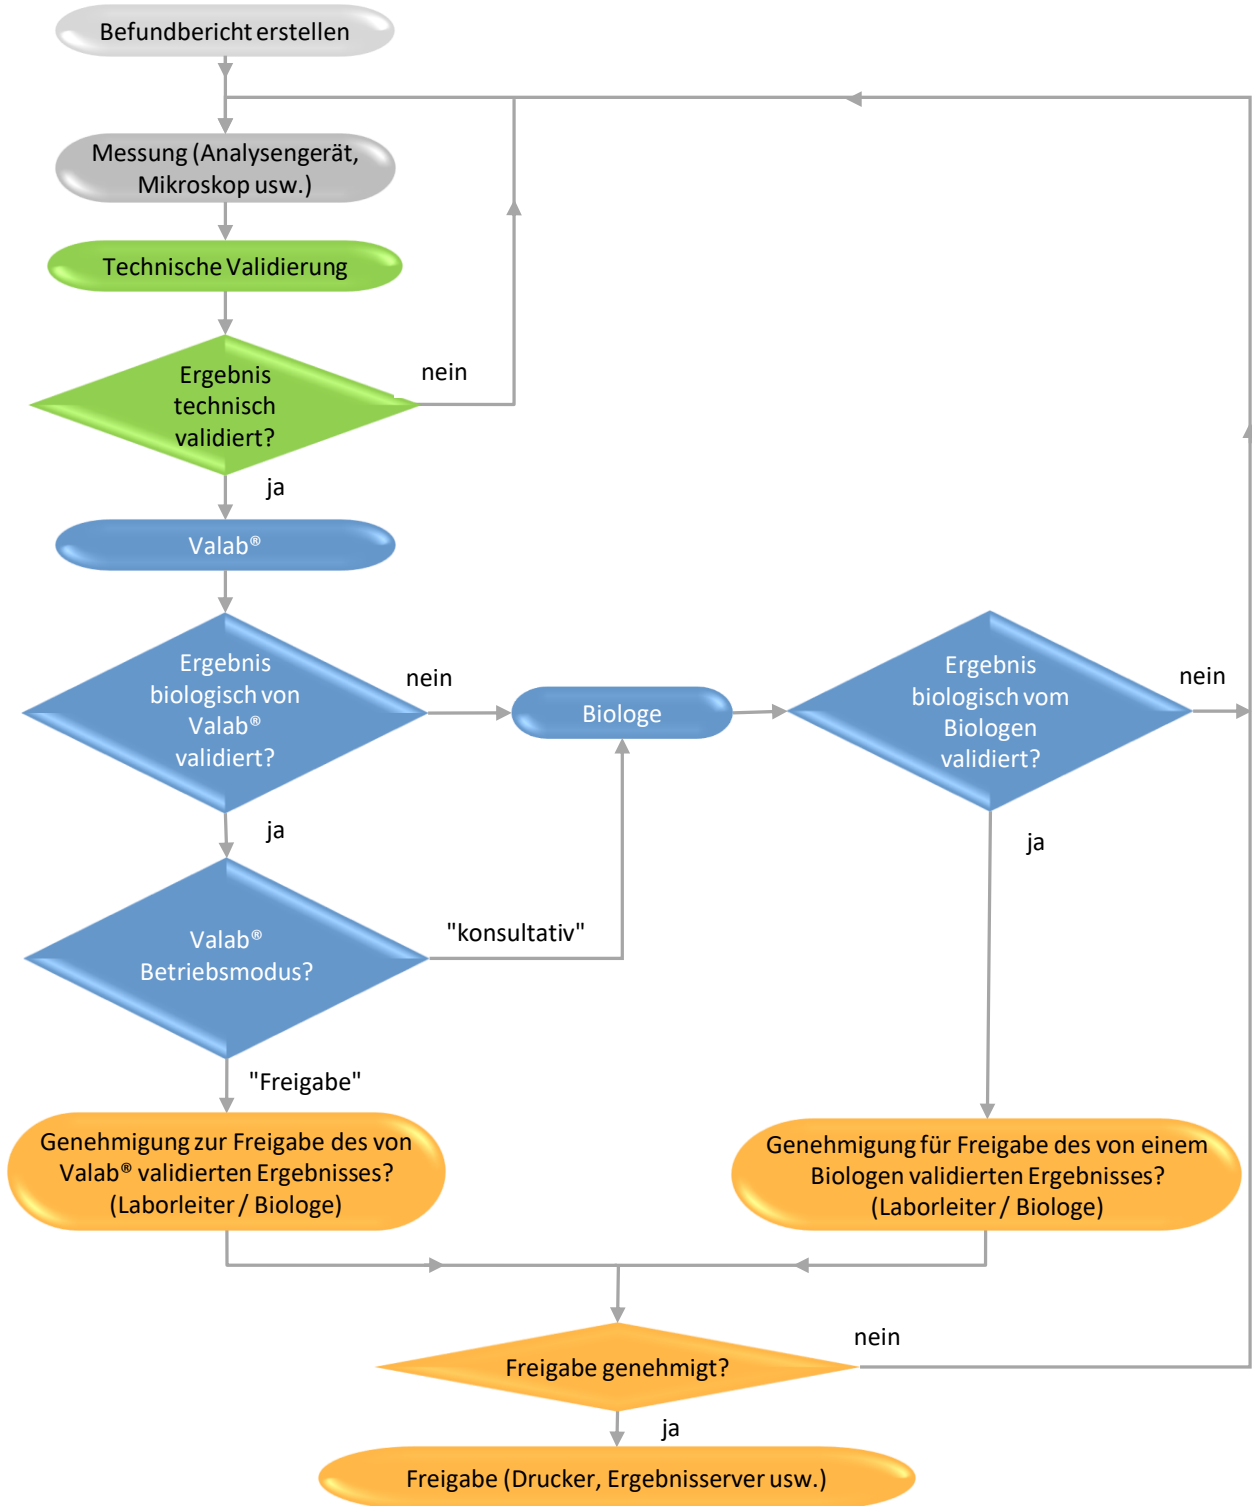 Befundbericht erstellen
Messung (Analysengerät,
Mikroskop usw.)
Technische Validierung
Ergebnis
technisch
validiert?
nein
ja
Valab®
Ergebnis
biologisch von
Valab®
validiert?
nein
Biologe
Ergebnis
biologisch vom
Biologen
validiert?
nein
ja
ja
Valab®
Betriebsmodus?
"konsultativ"
"Freigabe"
Genehmigung zur Freigabe des von
Valab® validierten Ergebnisses?
(Laborleiter / Biologe)
Genehmigung für Freigabe des von einem
Biologen validierten Ergebnisses?
(Laborleiter / Biologe)
Freigabe genehmigt?
nein
ja
Freigabe (Drucker, Ergebnisserver usw.)